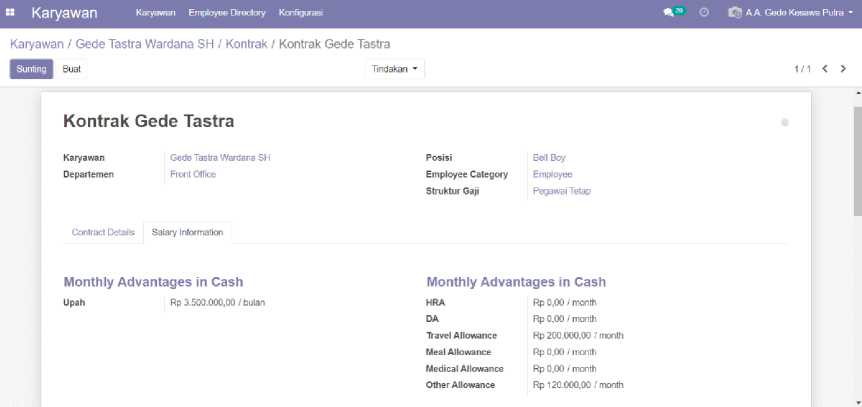 Karyawan Karyawan Employee Directory Konfigurasi 20 A.A. Gede Kesawa Putra
Karyawan / Gede Tastra Wardana SH / Kontrak / Kontrak Gede Tastra
Sunting Buat Tindakan 1 / 1
Kontrak Gede Tastra
Karyawan Gede Tastra Wardana SH
Departemen Front Office
Posisi Bell Boy
Employee Category Employee
Struktur Gaji Pegawai Tetap
Contract Details Salary Information
Monthly Advantages in Cash
Upah Rp 3.500.000,00 / bulan
Monthly Advantages in Cash
HRA Rp 0,00 / month
DA Rp 0,00 / month
Travel Allowance Rp 200.000,00 / month
Meal Allowance Rp 0,00 / month
Medical Allowance Rp 0,00 / month
Other Allowance Rp 120.000,00 / month